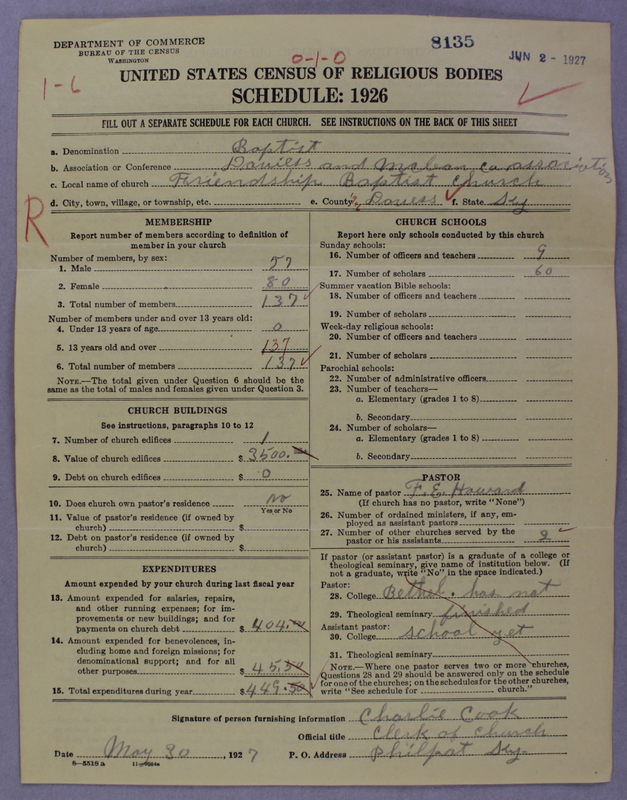 DEPARTMENT OF COMMERCE
BUREAU OF THE CENSUS
WASHINGTON
8135
JUN 2 - 1927
0-1-0
1-6
UNITED STATES CENSUS OF RELIGIOUS BODIES
SCHEDULE: 1926
FILL OUT A SEPARATE SCHEDULE FOR EACH CHURCH. SEE INSTRUCTIONS ON THE BACK OF THIS SHEET
a. Denomination Baptist
b. Association or Conference Daviess and McLean Co association
c. Local name of church Friendship Baptist Church
d. City, town, village, or township, etc. e. County Daviess f. State Ky
R
MEMBERSHIP
Report number of members according to definition of
member in your church
Number of members, by sex:
1. Male 57
2. Female 80
3. Total number of members 137
Number of members under and over 13 years old:
4. Under 13 years of age 0
5. 13 years old and over 137
6. Total number of members 137
NOTE.—The total given under Question 6 should be the
same as the total of males and females given under Question 3.
CHURCH BUILDINGS
See instructions, paragraphs 10 to 12
7. Number of church edifices 1
8. Value of church edifices $ 3500.
9. Debt on church edifices $ 0
10. Does church own pastor's residence no
Yes or No
11. Value of pastor's residence (if owned by
church) $
12. Debt on pastor's residence (if owned by
church) $
EXPENDITURES
Amount expended by your church during last fiscal year
13. Amount expended for salaries, repairs,
and other running expenses; for im-
provements or new buildings; and for
payments on church debt $ 404.00
14. Amount expended for benevolences, in-
cluding home and foreign missions; for
denominational support; and for all
other purposes $ 45.50
15. Total expenditures during year $ 449.50
CHURCH SCHOOLS
Report here only schools conducted by this church
Sunday schools:
16. Number of officers and teachers 9
17. Number of scholars 60
Summer vacation Bible schools:
18. Number of officers and teachers
19. Number of scholars
Week-day religious schools:
20. Number of officers and teachers
21. Number of scholars
Parochial schools:
22. Number of administrative officers
23. Number of teachers—
a. Elementary (grades 1 to 8)
b. Secondary
24. Number of scholars—
a. Elementary (grades 1 to 8)
b. Secondary
PASTOR
25. Name of pastor F. E. Howard
(If church has no pastor, write "None")
26. Number of ordained ministers, if any, em-
ployed as assistant pastors
27. Number of other churches served by the
pastor or his assistants 2
If pastor (or assistant pastor) is a graduate of a college or
theological seminary, give name of institution below. (If
not a graduate, write "No" in the space indicated.)
Pastor:
28. College Bethel. has not
29. Theological seminary finished
Assistant pastor:
30. College school yet
31. Theological seminary
NOTE.—Where one pastor serves two or more churches,
Questions 28 and 29 should be answered only on the schedule
for one of the churches; on the schedules for the other churches,
write "See schedule for church."
Signature of person furnishing information Charlie Cook
Official title Clerk of Church
Date May 30, 1927 P. O. Address Philpot Ky.
8—5518 a